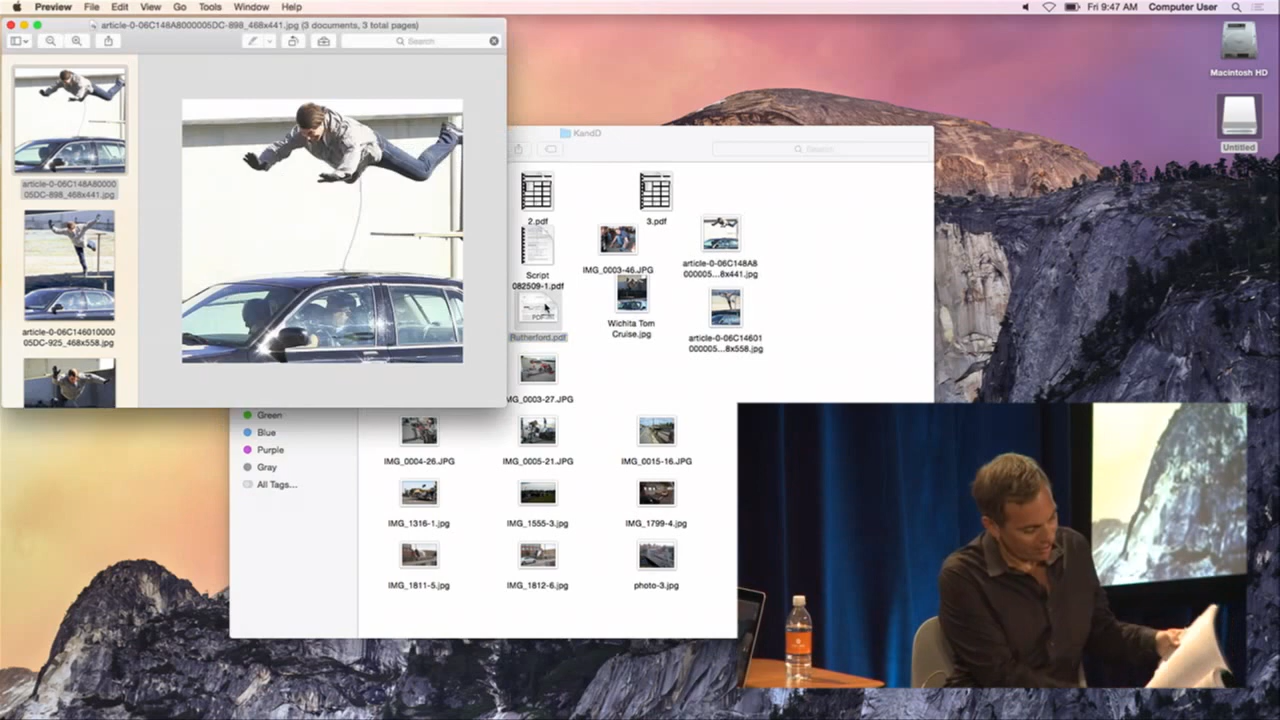 Preview File Edit View Go Tools Window Help
Fri 9:47 AM Computer User
article-0-06C148A8000005DC-898_468x441.jpg (3 documents, 3 total pages)
Search
article-0-06C148A80000
05DC-898_468x441.jpg
article-0-06C146010000
05DC-925_468x558.jpg
Macintosh HD
Untitled
KandD
Search
2.pdf
3.pdf
Script
082509-1.pdf
IMG_0003-46.JPG
article-0-06C148A8
000005...8x441.jpg
Rutherford.pdf
Wichita Tom
Cruise.jpg
article-0-06C14601
000005...8x558.jpg
IMG_0003-27.JPG
Green
Blue
Purple
Gray
All Tags...
IMG_0004-26.JPG
IMG_0005-21.JPG
IMG_0015-16.JPG
IMG_1316-1.jpg
IMG_1555-3.jpg
IMG_1799-4.jpg
IMG_1811-5.jpg
IMG_1812-6.jpg
photo-3.jpg